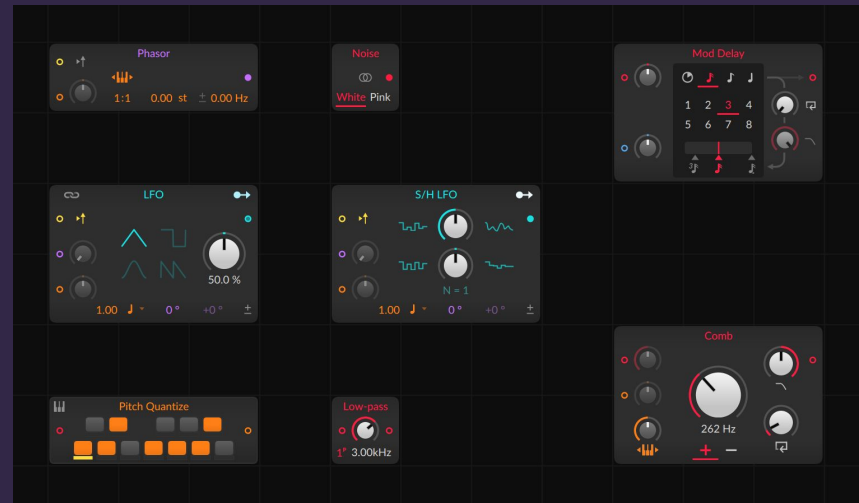 Phasor
1:1 0.00 st ± 0.00 Hz
Noise
White Pink
Mod Delay
1 2 3 4
5 6 7 8
3
LFO
50.0 %
1.00 0° +0° ±
S/H LFO
N = 1
1.00 0° +0° ±
Pitch Quantize
Low-pass
3.00kHz
Comb
262 Hz
+ −